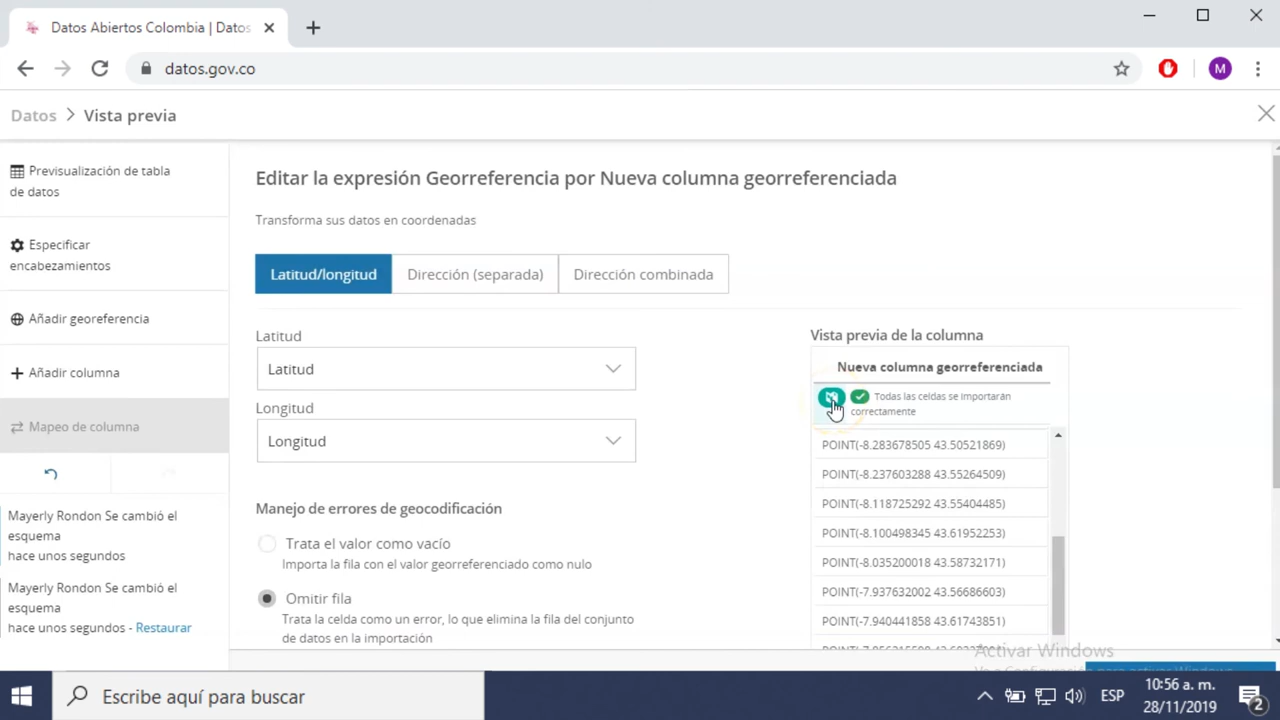 Datos Abiertos Colombia | Datos
datos.gov.co
M
Datos > Vista previa
Previsualización de tabla
de datos
Especificar
encabezamientos
Añadir georeferencia
Añadir columna
Mapeo de columna
Mayerly Rondon Se cambió el
esquema
hace unos segundos
Mayerly Rondon Se cambió el
esquema
hace unos segundos - Restaurar
Editar la expresión Georreferencia por Nueva columna georreferenciada
Transforma sus datos en coordenadas
Latitud/longitud
Dirección (separada)
Dirección combinada
Latitud
Latitud
Longitud
Longitud
Manejo de errores de geocodificación
Trata el valor como vacío
Importa la fila con el valor georreferenciado como nulo
Omitir fila
Trata la celda como un error, lo que elimina la fila del conjunto
de datos en la importación
Vista previa de la columna
Nueva columna georreferenciada
Todas las celdas se importarán
correctamente
POINT(-8.283678505 43.50521869)
POINT(-8.237603288 43.55264509)
POINT(-8.118725292 43.55404485)
POINT(-8.100498345 43.61952253)
POINT(-8.035200018 43.58732171)
POINT(-7.937632002 43.56686603)
POINT(-7.940441858 43.61743851)
Activar Windows
Escribe aquí para buscar
ESP
10:56 a. m.
28/11/2019
2